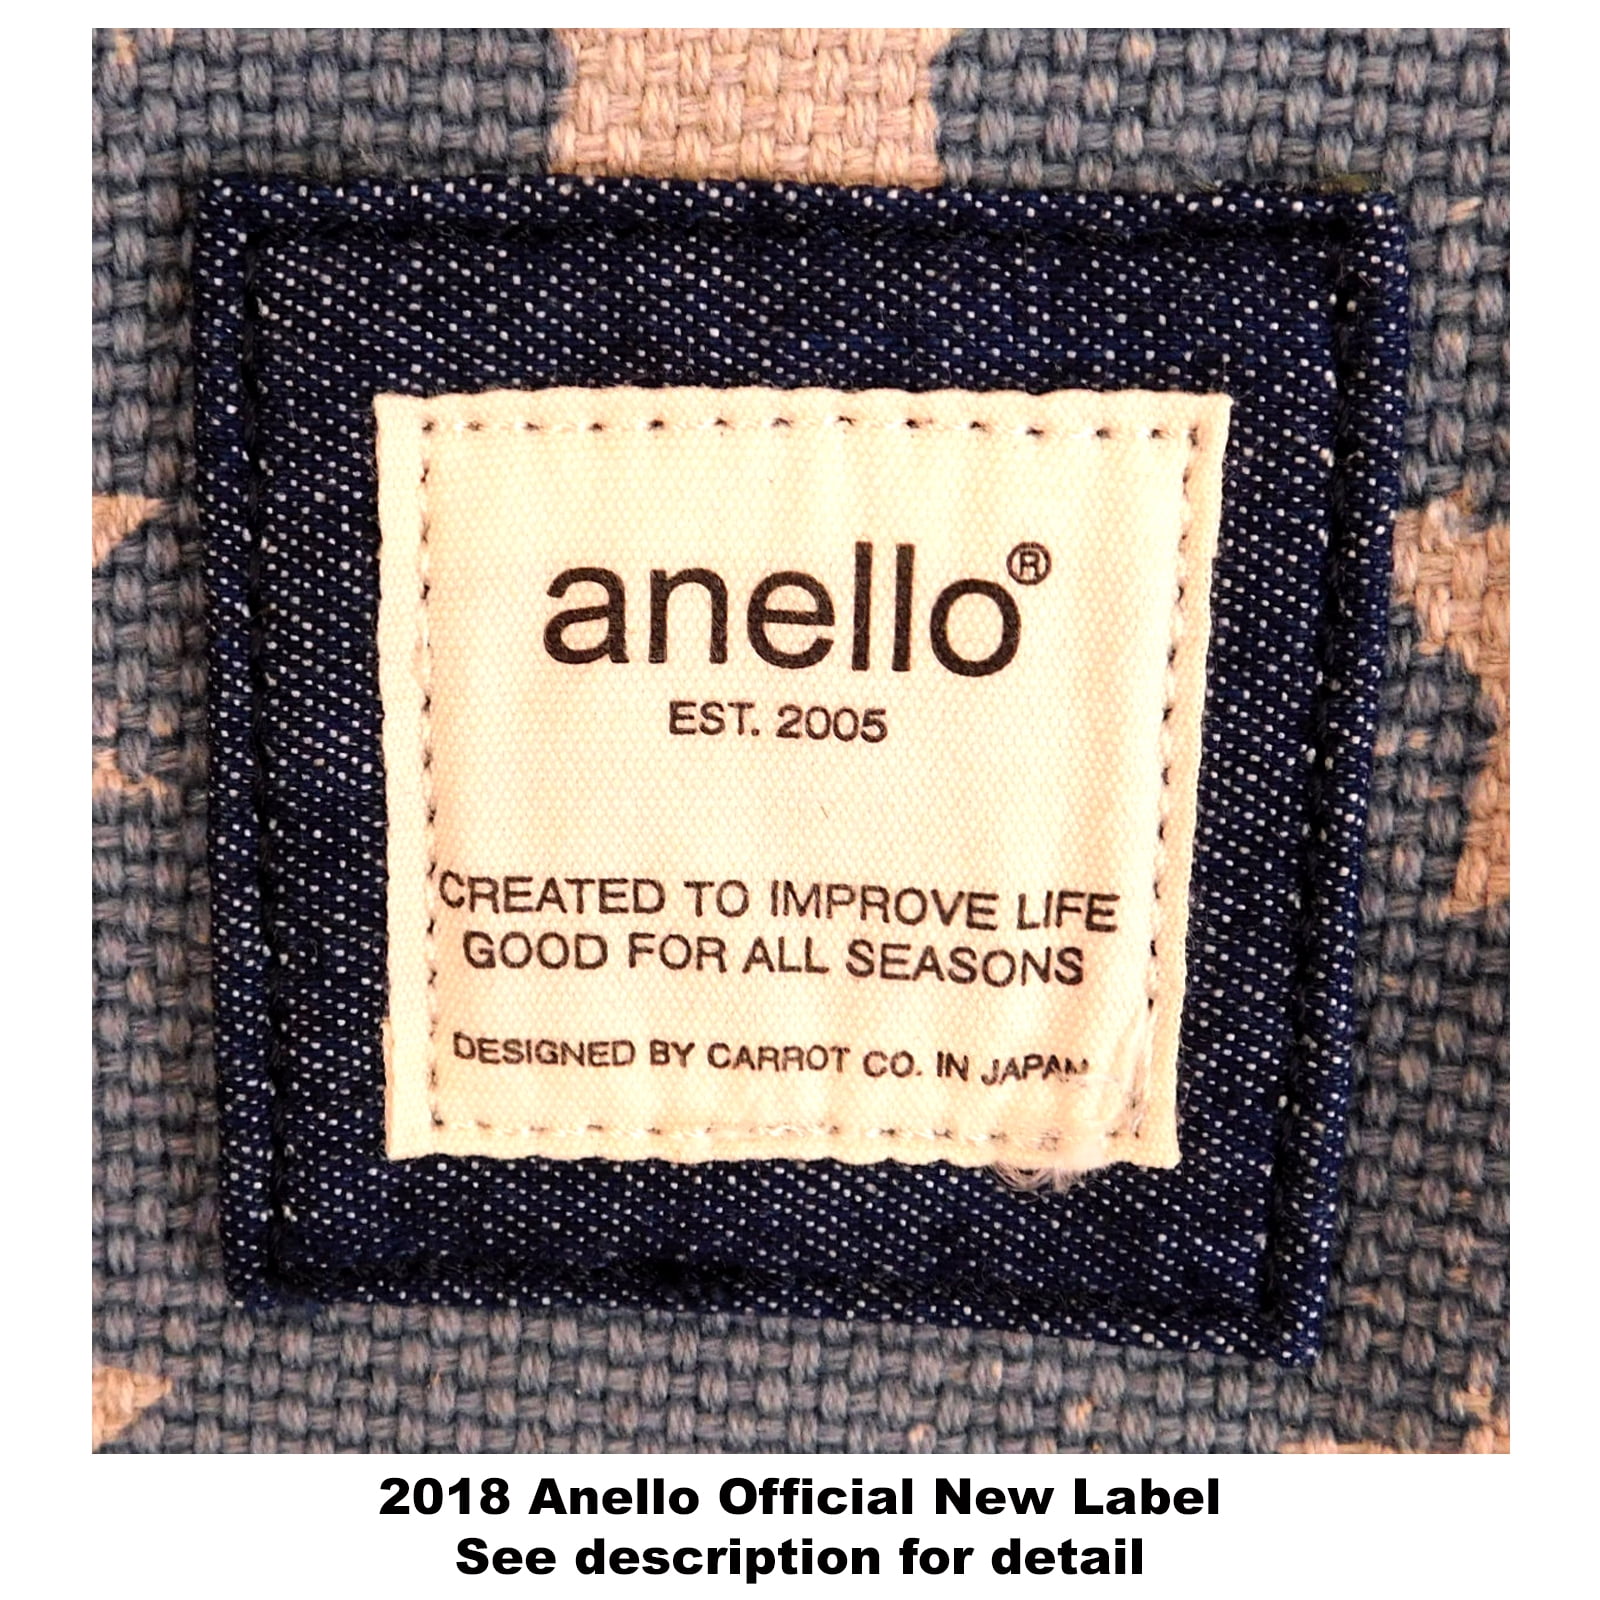 anello®
EST. 2005
CREATED TO IMPROVE LIFE
GOOD FOR ALL SEASONS
DESIGNED BY CARROT CO. IN JAPAN
2018 Anello Official New Label
See description for detail